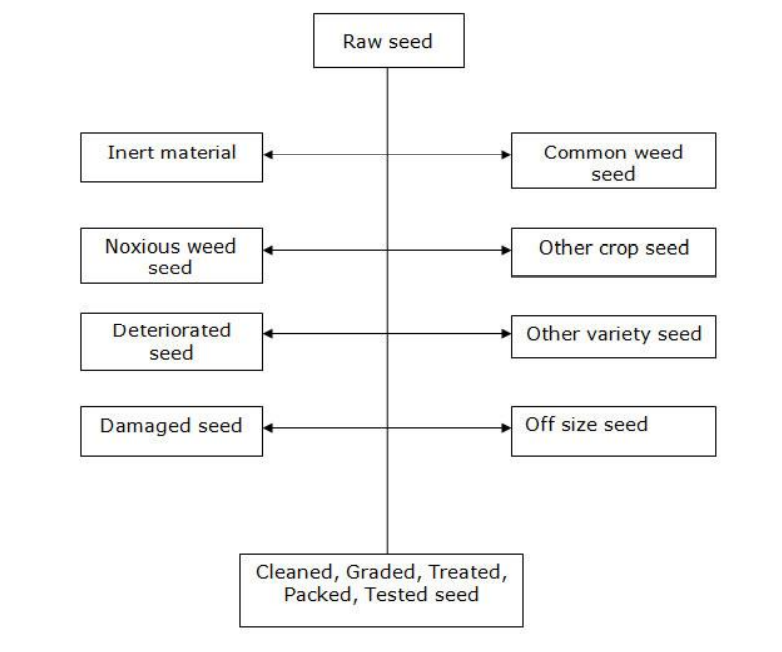 Raw seed
Inert material
Common weed
seed
Noxious weed
seed
Other crop seed
Deteriorated
seed
Other variety seed
Damaged seed
Off size seed
Cleaned, Graded, Treated,
Packed, Tested seed